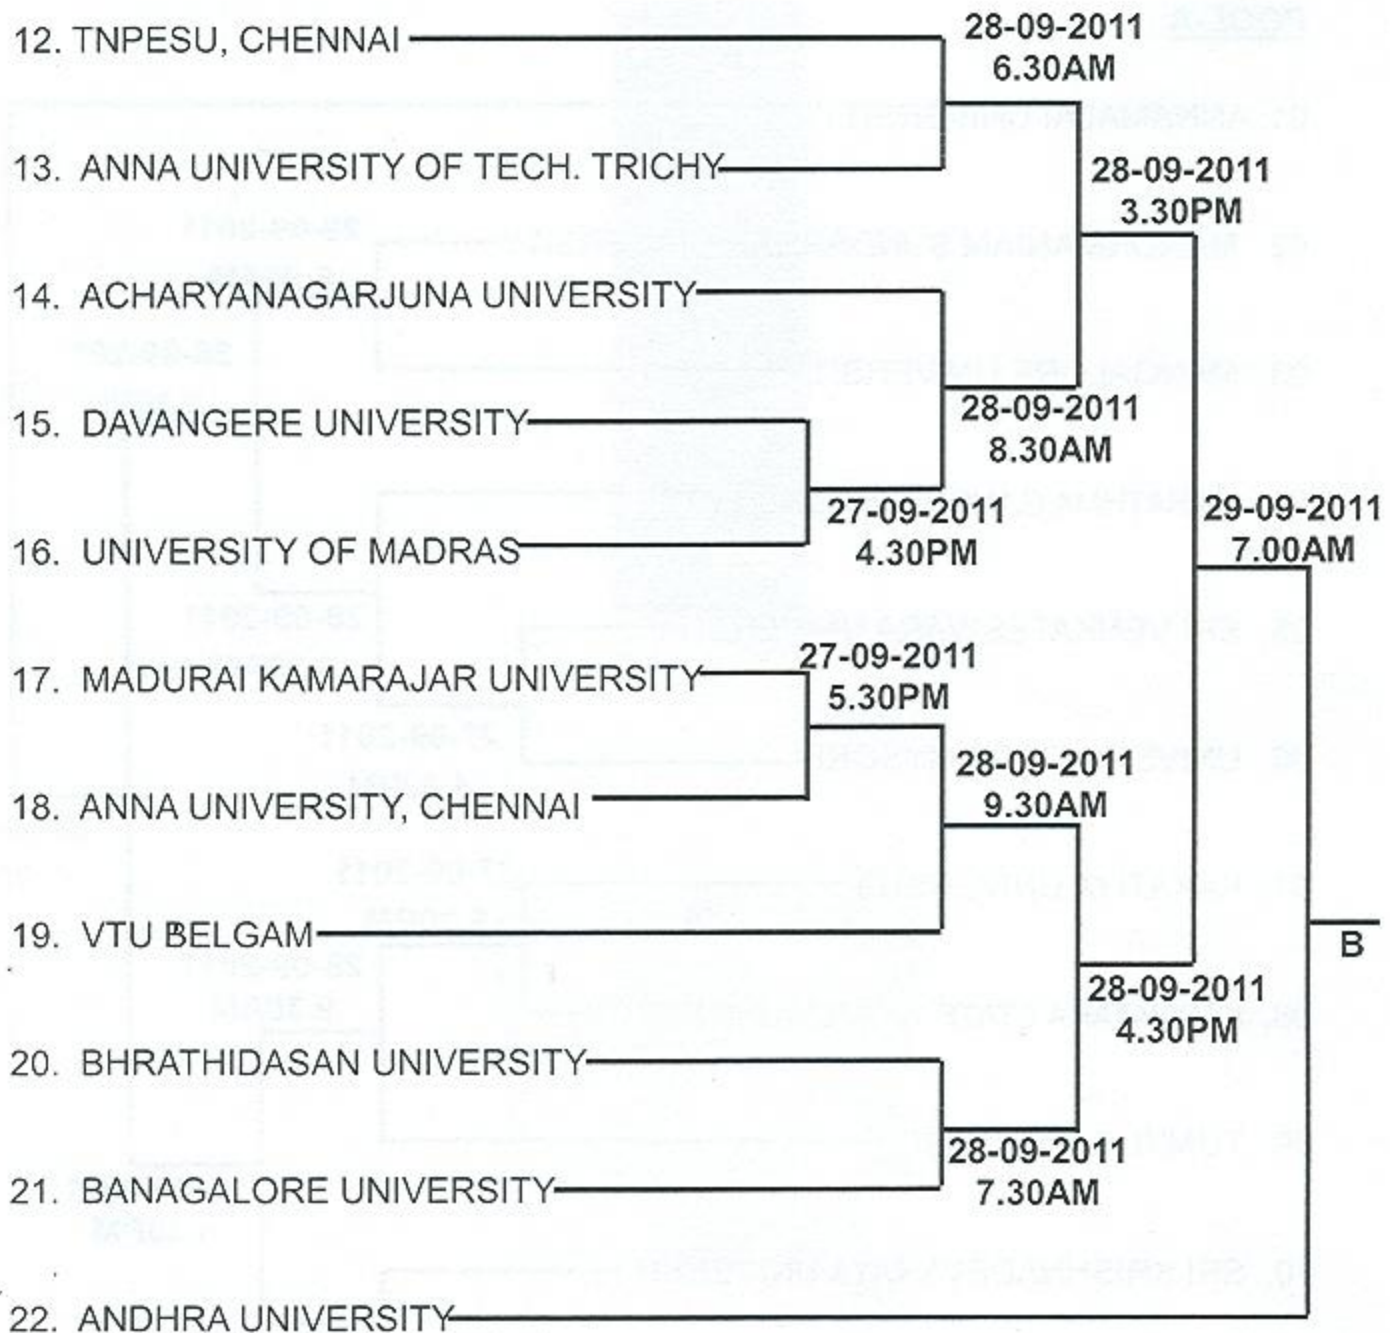 12. TNPESU, CHENNAI
28-09-2011
6.30AM
13. ANNA UNIVERSITY OF TECH. TRICHY
28-09-2011
3.30PM
14. ACHARYANAGARJUNA UNIVERSITY
28-09-2011
8.30AM
15. DAVANGERE UNIVERSITY
27-09-2011
4.30PM
29-09-2011
7.00AM
16. UNIVERSITY OF MADRAS
27-09-2011
5.30PM
17. MADURAI KAMARAJAR UNIVERSITY
28-09-2011
9.30AM
18. ANNA UNIVERSITY, CHENNAI
19. VTU BELGAM
B
28-09-2011
4.30PM
20. BHRATHIDASAN UNIVERSITY
28-09-2011
7.30AM
21. BANAGALORE UNIVERSITY
22. ANDHRA UNIVERSITY